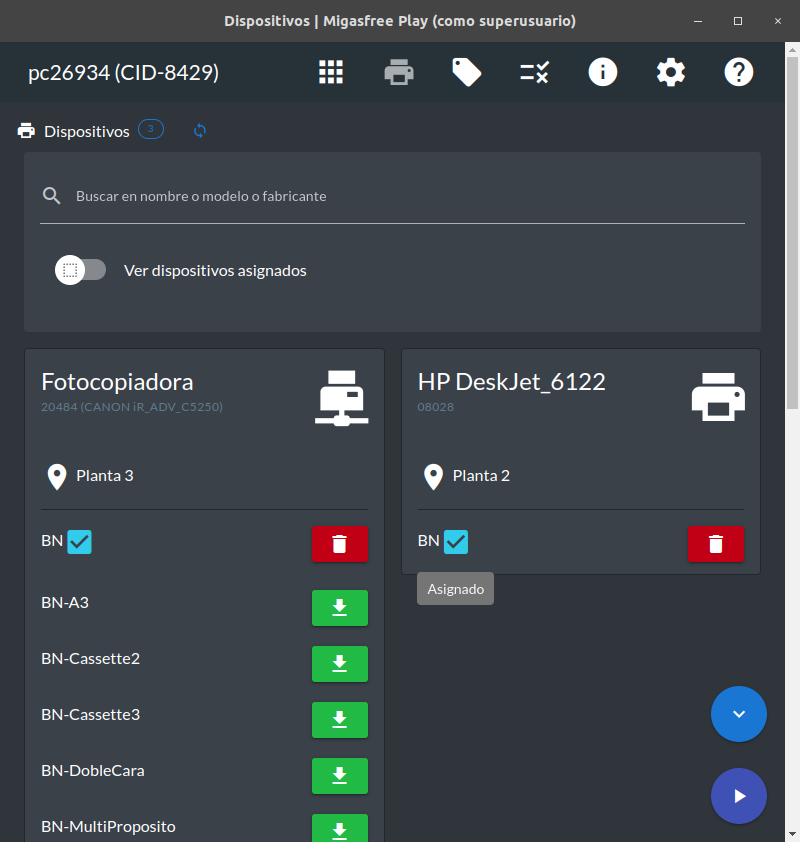 Dispositivos | Migasfree Play (como superusuario)
pc26934 (CID-8429)
Dispositivos 3
Buscar en nombre o modelo o fabricante
Ver dispositivos asignados
Fotocopiadora
20484 (CANON iR_ADV_C5250)
Planta 3
BN
BN-A3
BN-Cassette2
BN-Cassette3
BN-DobleCara
BN-MultiProposito
HP DeskJet_6122
08028
Planta 2
BN
Asignado